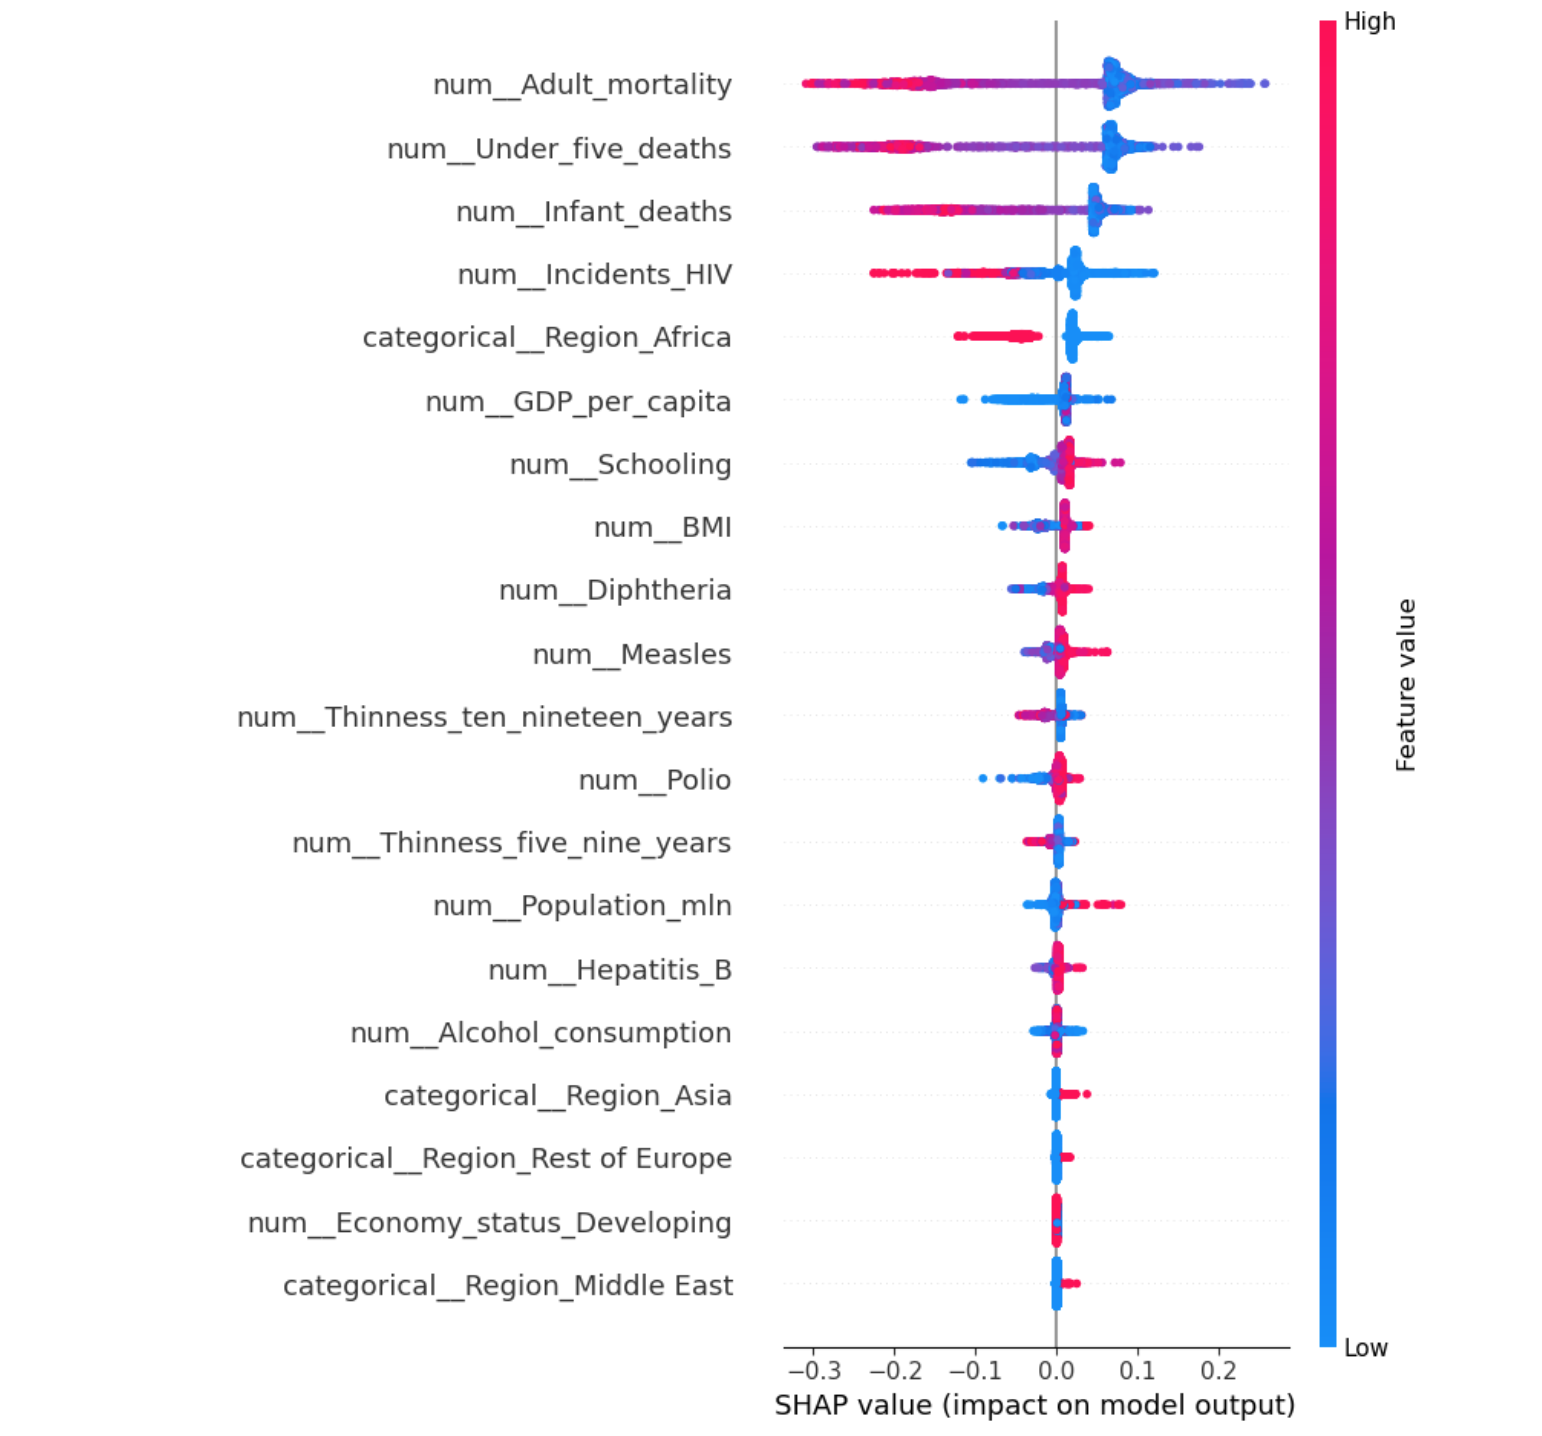 High
num__Adult_mortality
num__Under_five_deaths
num__Infant_deaths
num__Incidents_HIV
categorical__Region_Africa
num__GDP_per_capita
num__Schooling
num__BMI
num__Diphtheria
num__Measles
num__Thinness_ten_nineteen_years
num__Polio
num__Thinness_five_nine_years
num__Population_mln
num__Hepatitis_B
num__Alcohol_consumption
categorical__Region_Asia
categorical__Region_Rest of Europe
num__Economy_status_Developing
categorical__Region_Middle East
Feature value
Low
−0.3 −0.2 −0.1 0.0 0.1 0.2
SHAP value (impact on model output)